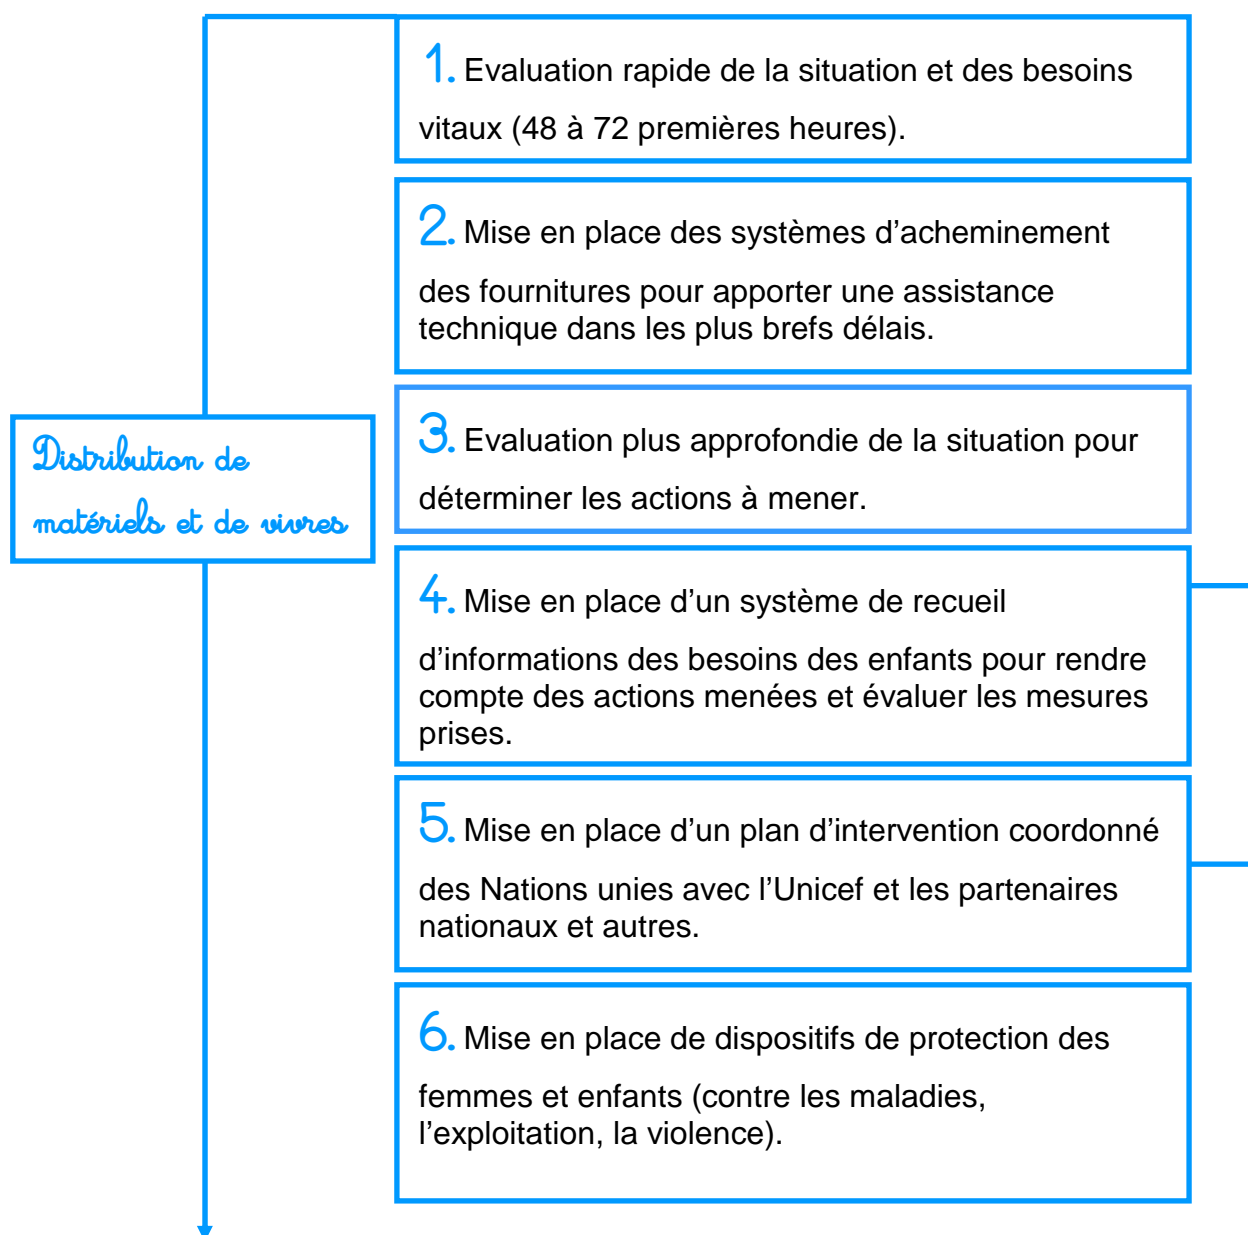 1. Evaluation rapide de la situation et des besoins
vitaux (48 à 72 premières heures).
2. Mise en place des systèmes d’acheminement
des fournitures pour apporter une assistance
technique dans les plus brefs délais.
Distribution de
matériels et de vivres
3. Evaluation plus approfondie de la situation pour
déterminer les actions à mener.
4. Mise en place d’un système de recueil
d’informations des besoins des enfants pour rendre
compte des actions menées et évaluer les mesures
prises.
5. Mise en place d’un plan d’intervention coordonné
des Nations unies avec l’Unicef et les partenaires
nationaux et autres.
6. Mise en place de dispositifs de protection des
femmes et enfants (contre les maladies,
l’exploitation, la violence).